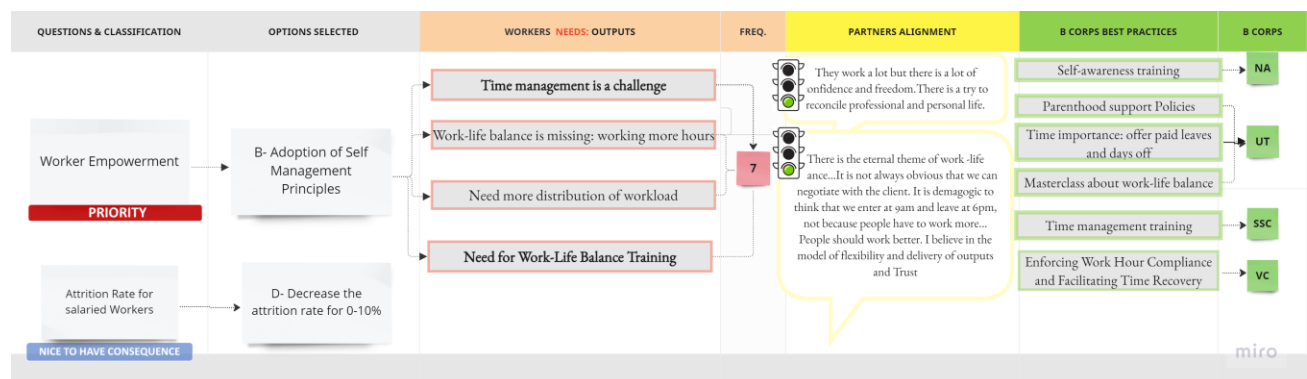 QUESTIONS & CLASSIFICATION
OPTIONS SELECTED
WORKERS NEEDS: OUTPUTS
FREQ.
PARTNERS ALIGNMENT
B CORPS BEST PRACTICES
B CORPS
Worker Empowerment
PRIORITY
B- Adoption of Self
Management
Principles
Time management is a challenge
Work-life balance is missing: working more hours
Need more distribution of workload
Need for Work-Life Balance Training
7
They work a lot but there is a lot of
onfidence and freedom.There is a try to
reconcile professional and personal life.
There is the eternal theme of work -life
ance...It is not always obvious that we can
negotiate with the client. It is demagogic to
think that we enter at 9am and leave at 6pm,
not because people have to work more...
People should work better. I believe in the
model of flexibility and delivery of outputs
and Trust
Self-awareness training
NA
Parenthood support Policies
Time importance: offer paid leaves
and days off
Masterclass about work-life balance
UT
Time management training
SSC
Enforcing Work Hour Compliance
and Facilitating Time Recovery
VC
Attrition Rate for
salaried Workers
NICE TO HAVE CONSEQUENCE
D- Decrease the
attrition rate for 0-10%
miro